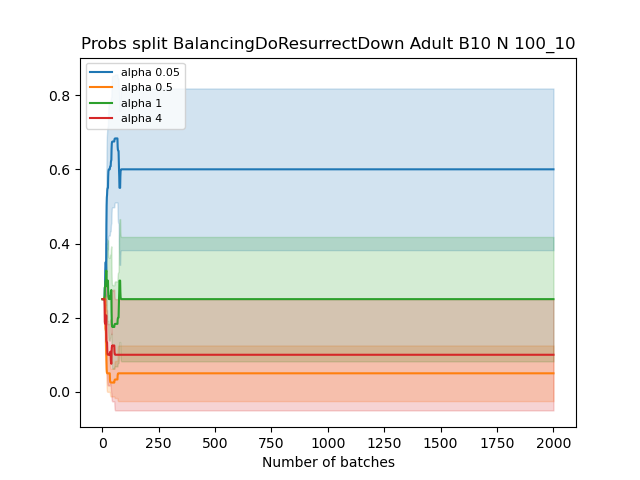 Probs split BalancingDoResurrectDown Adult B10 N 100_10
alpha 0.05
alpha 0.5
alpha 1
alpha 4
0.8
0.6
0.4
0.2
0.0
0 250 500 750 1000 1250 1500 1750 2000
Number of batches